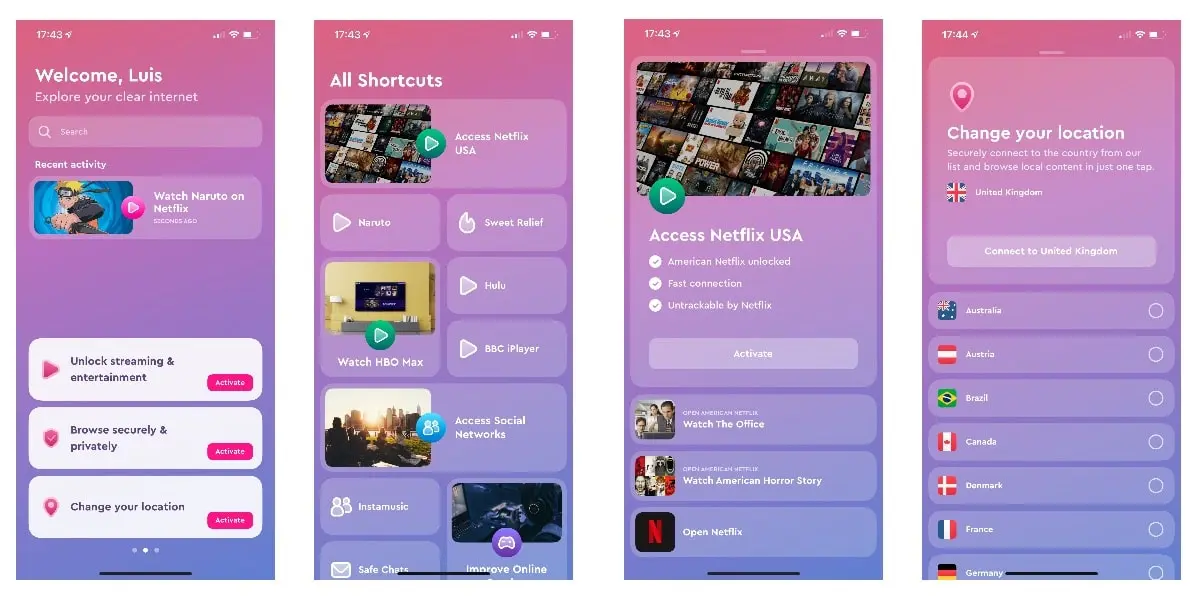 17:43
Welcome, Luis
Explore your clear internet
Search
Recent activity
Watch Naruto on
Netflix
SECONDS AGO
Unlock streaming &
entertainment
Activate
Browse securely &
privately
Activate
Change your location
Activate
17:43
All Shortcuts
Access Netflix
USA
Naruto
Sweet Relief
Hulu
Watch HBO Max
BBC iPlayer
Access Social
Networks
Instamusic
Safe Chats
Improve Online
17:43
POWER
Access Netflix USA
American Netflix unlocked
Fast connection
Untrackable by Netflix
Activate
OPEN AMERICAN NETFLIX
Watch The Office
OPEN AMERICAN NETFLIX
Watch American Horror Story
N
Open Netflix
17:44
Change your location
Securely connect to the country from our
list and browse local content in just one tap.
United Kingdom
Connect to United Kingdom
Australia
Austria
Brazil
Canada
Denmark
France
Germany